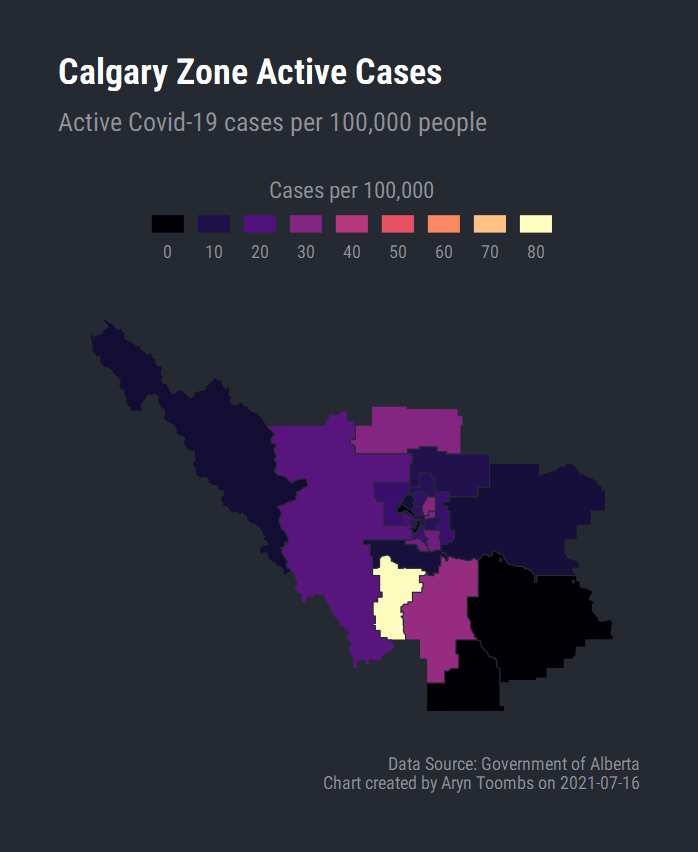 Calgary Zone Active Cases
Active Covid-19 cases per 100,000 people
Cases per 100,000
0 10 20 30 40 50 60 70 80
Data Source: Government of Alberta
Chart created by Aryn Toombs on 2021-07-16